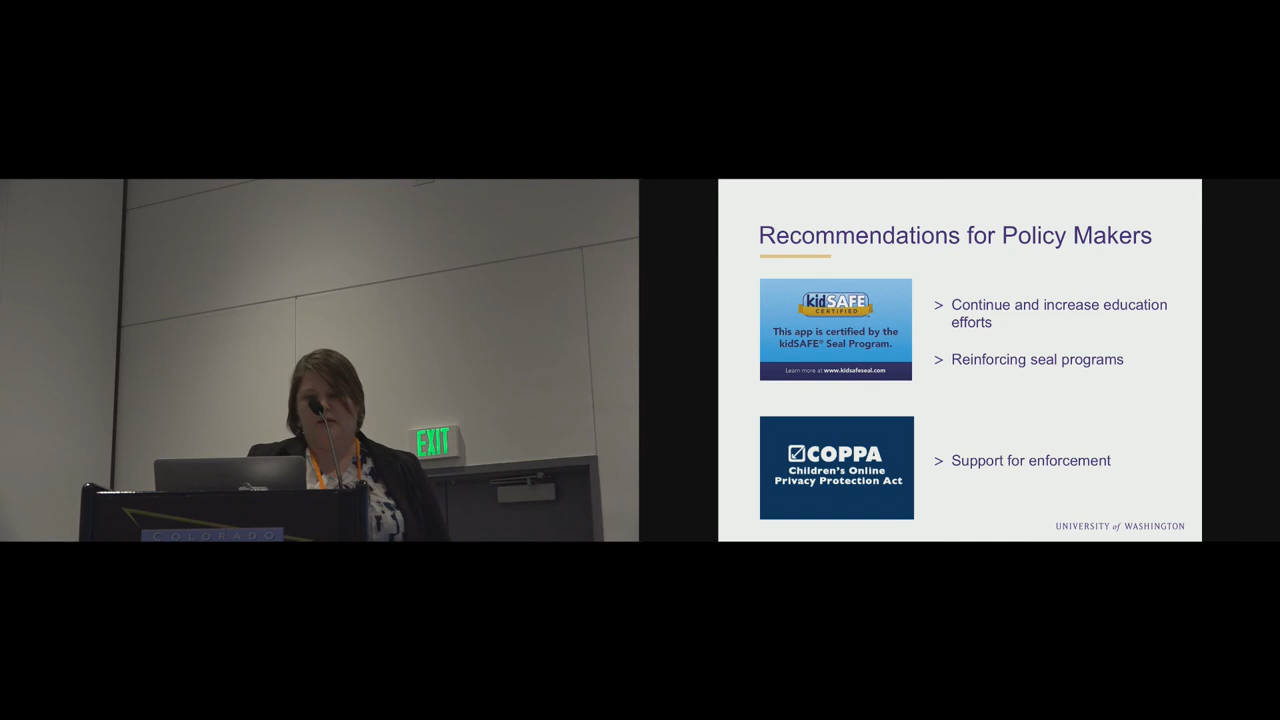 EXIT
COLORADO
Recommendations for Policy Makers
kidSAFE
CERTIFIED
This app is certified by the
kidSAFE® Seal Program.
Learn more at www.kidsafeseal.com
> Continue and increase education
efforts
> Reinforcing seal programs
COPPA
Children's Online
Privacy Protection Act
> Support for enforcement
UNIVERSITY of WASHINGTON